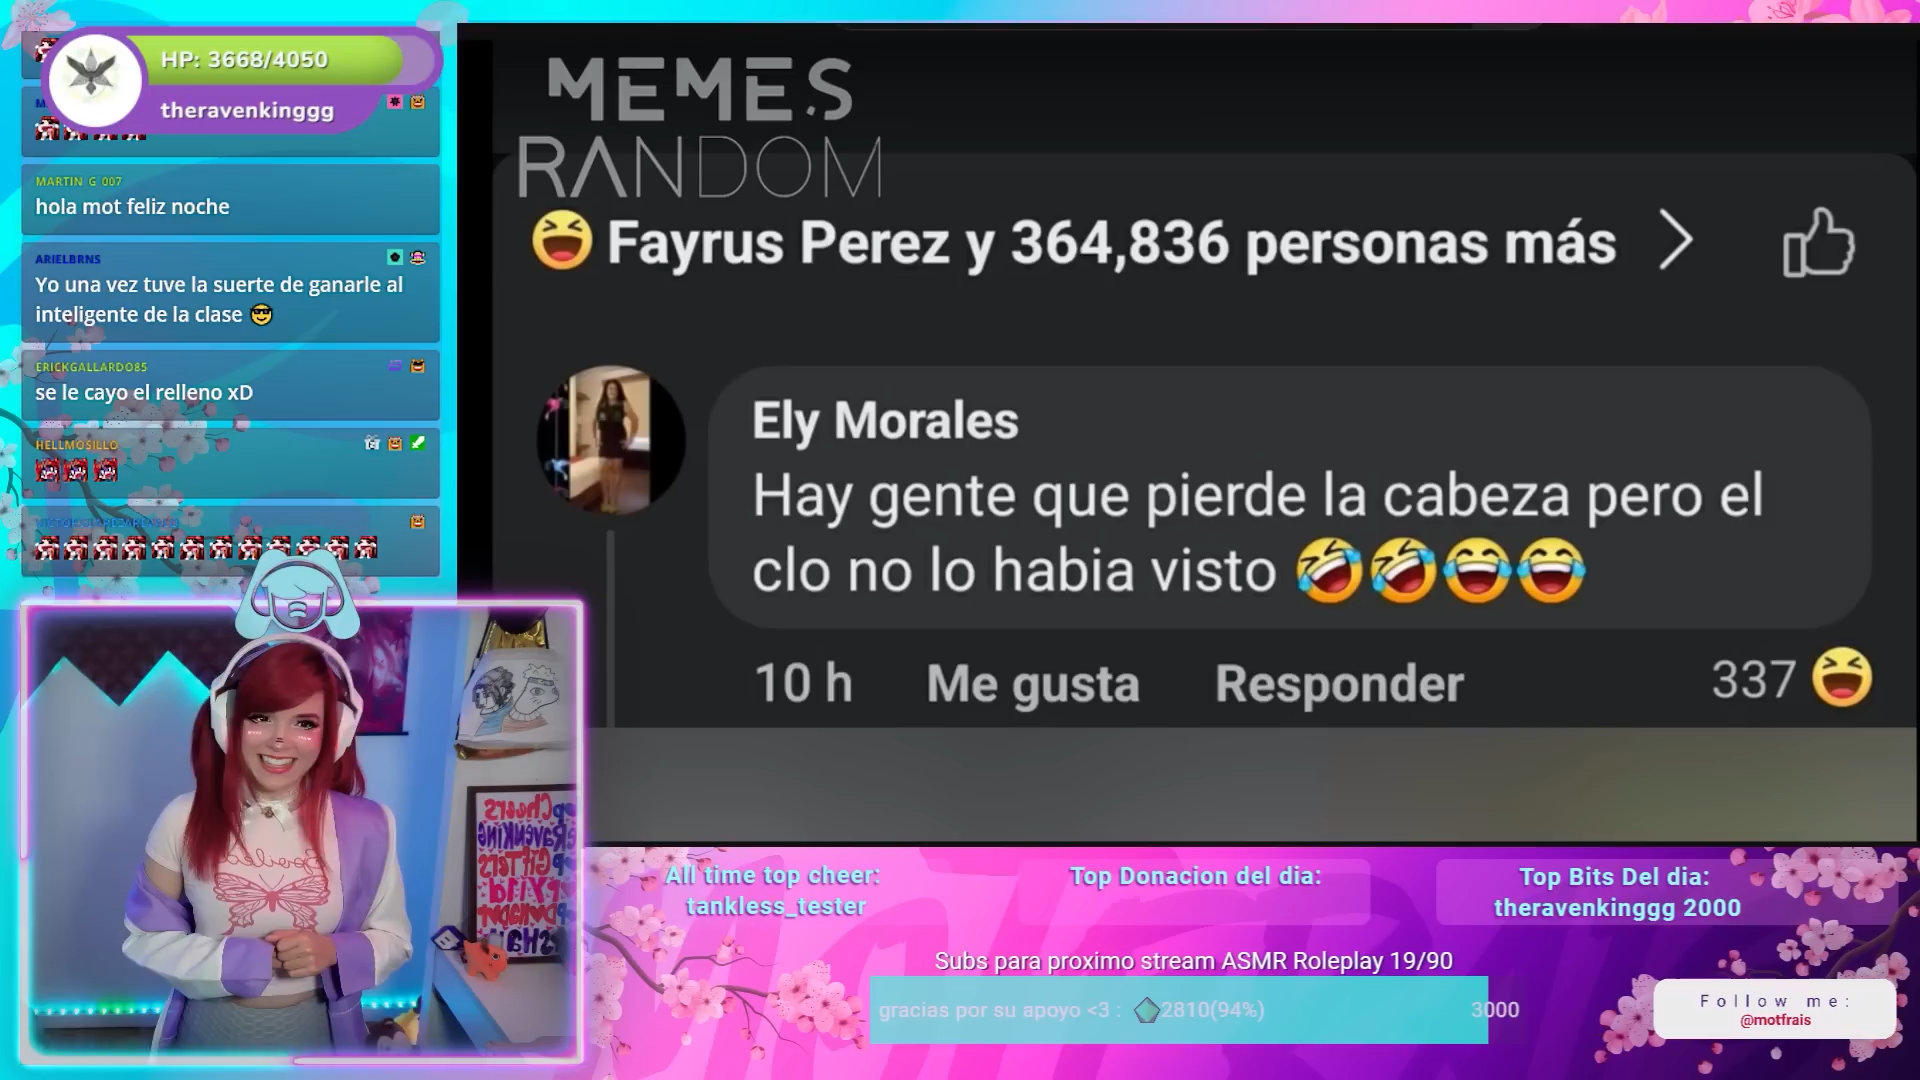 HP: 3668/4050
theravenkinggg
MARTIN G 007
hola mot feliz noche
ARIELBRNS
Yo una vez tuve la suerte de ganarle al
inteligente de la clase 😎
ERICKGALLARDO85
se le cayo el relleno xD
HELLMOSILLO
MEMES
RANDOM
😆 Fayrus Perez y 364,836 personas más
Ely Morales
Hay gente que pierde la cabeza pero el
clo no lo habia visto 🤣🤣😂😂
10 h Me gusta Responder 337 😆
All time top cheer:
tankless_tester
Top Donacion del dia:
Top Bits Del dia:
theravenkinggg 2000
Subs para proximo stream ASMR Roleplay 19/90
gracias por su apoyo <3 : 2810(94%) 3000
Follow me:
@motfrais